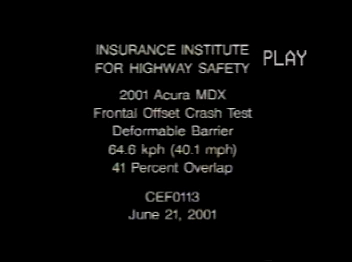 INSURANCE INSTITUTE
FOR HIGHWAY SAFETY
PLAY
2001 Acura MDX
Frontal Offset Crash Test
Deformable Barrier
64.6 kph (40.1 mph)
41 Percent Overlap
CEF0113
June 21, 2001